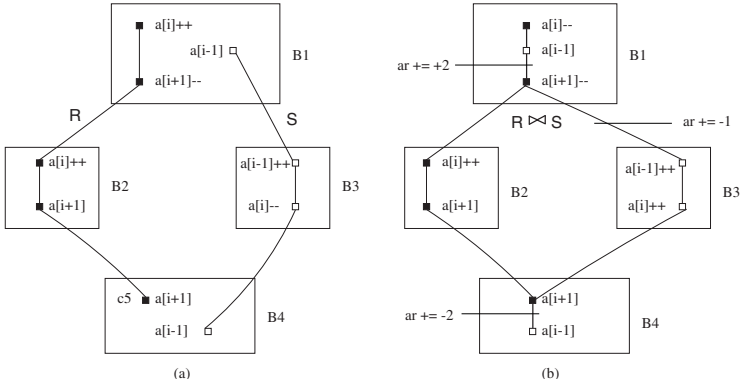 a[i]++
a[i-1]
B1
a[i+1]--
R
S
a[i]++
a[i+1]
B2
a[i-1]++
a[i]--
B3
c5 a[i+1]
a[i-1]
B4
(a)
a[i]--
a[i-1]
B1
ar += +2
a[i+1]--
R ⋈ S
ar += -1
a[i]++
a[i+1]
B2
a[i-1]++
a[i]++
B3
a[i+1]
ar += -2
a[i-1]
B4
(b)